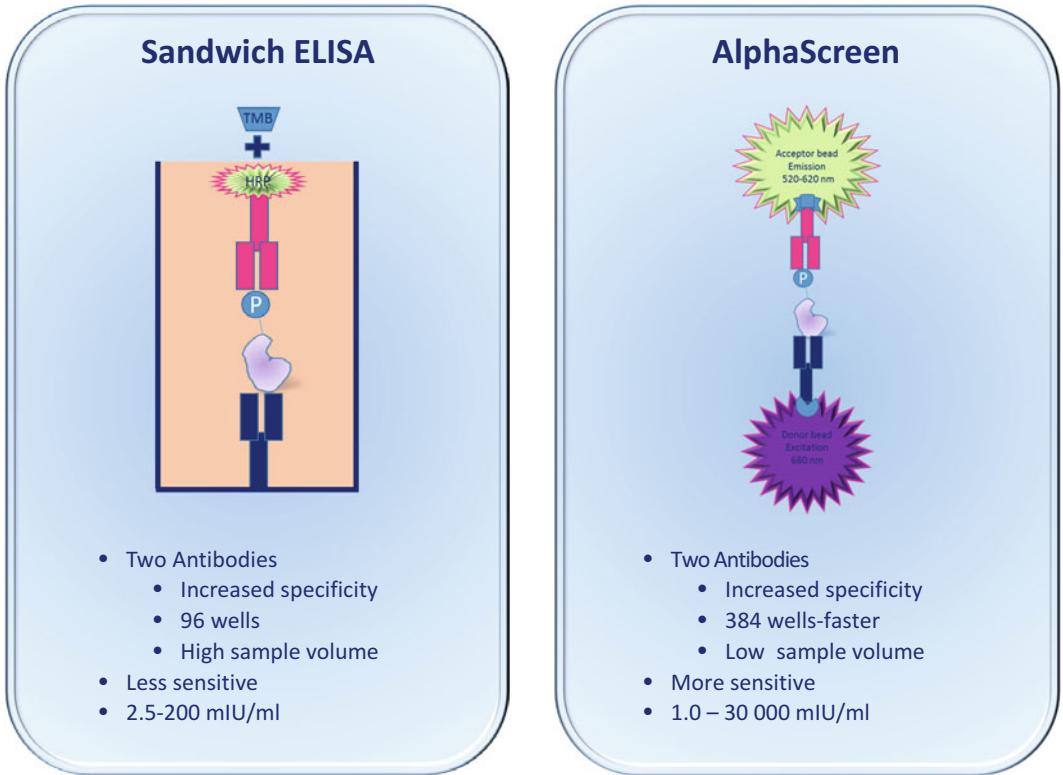 Sandwich ELISA
TMB
HRP
P
• Two Antibodies
• Increased specificity
• 96 wells
• High sample volume
• Less sensitive
• 2.5-200 mIU/ml
AlphaScreen
Acceptor bead
Emission
520-620 nm
P
Donor bead
Excitation
680 nm
• Two Antibodies
• Increased specificity
• 384 wells-faster
• Low sample volume
• More sensitive
• 1.0 – 30 000 mIU/ml